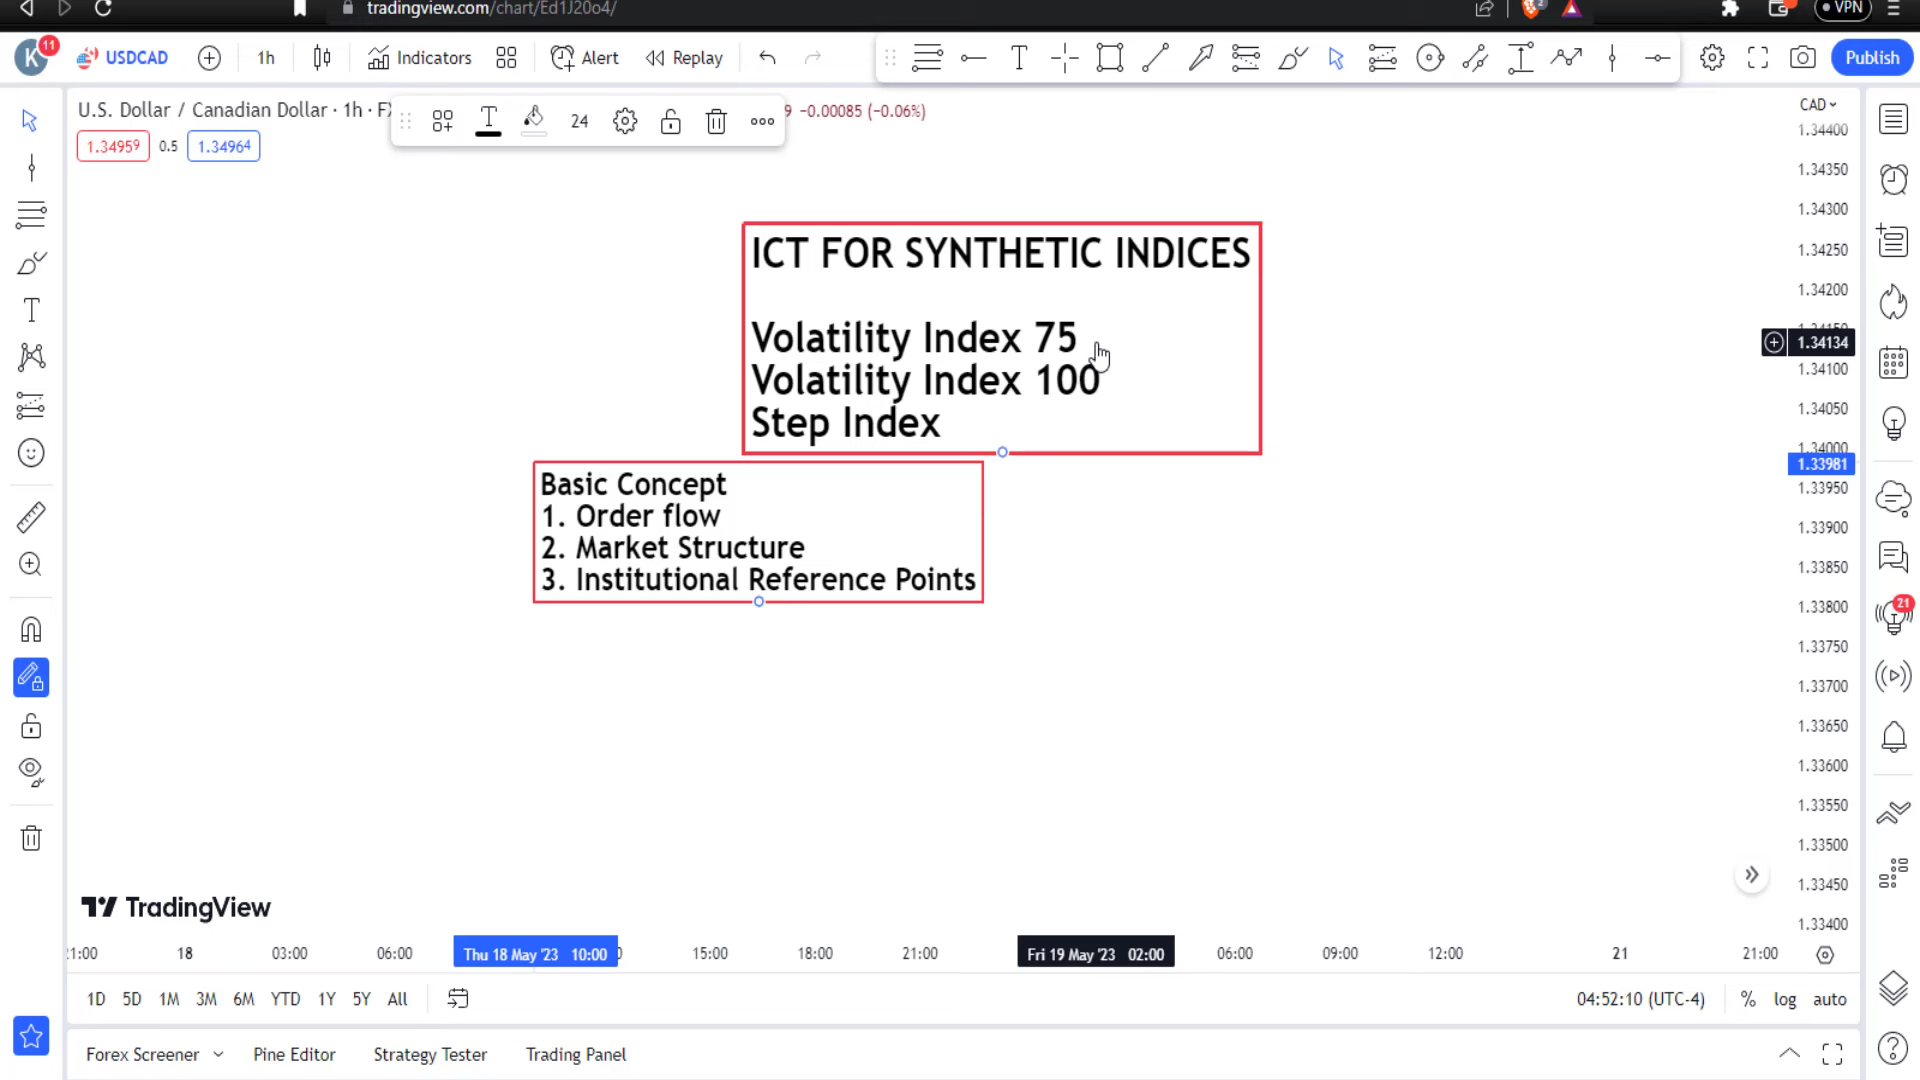 tradingview.com/chart/Ed1J20o4/
2
VPN
K
11
USDCAD
1h
Indicators
Alert
Replay
Publish
U.S. Dollar / Canadian Dollar · 1h ·
9 −0.00085 (−0.06%)
24
1.34959
0.5
1.34964
CAD
1.34400
1.34350
1.34300
1.34250
1.34200
1.34134
1.34100
1.34050
1.34000
1.33981
1.33950
1.33900
1.33850
1.33800
1.33750
1.33700
1.33650
1.33600
1.33550
1.33500
1.33450
1.33400
21
ICT FOR SYNTHETIC INDICES
Volatility Index 75
Volatility Index 100
Step Index
Basic Concept
1. Order flow
2. Market Structure
3. Institutional Reference Points
TradingView
18 03:00 06:00 Thu 18 May '23 10:00 15:00 18:00 21:00 Fri 19 May '23 02:00 06:00 09:00 12:00 21 21:00
1D 5D 1M 3M 6M YTD 1Y 5Y All
04:52:10 (UTC-4) % log auto
Forex Screener Pine Editor Strategy Tester Trading Panel